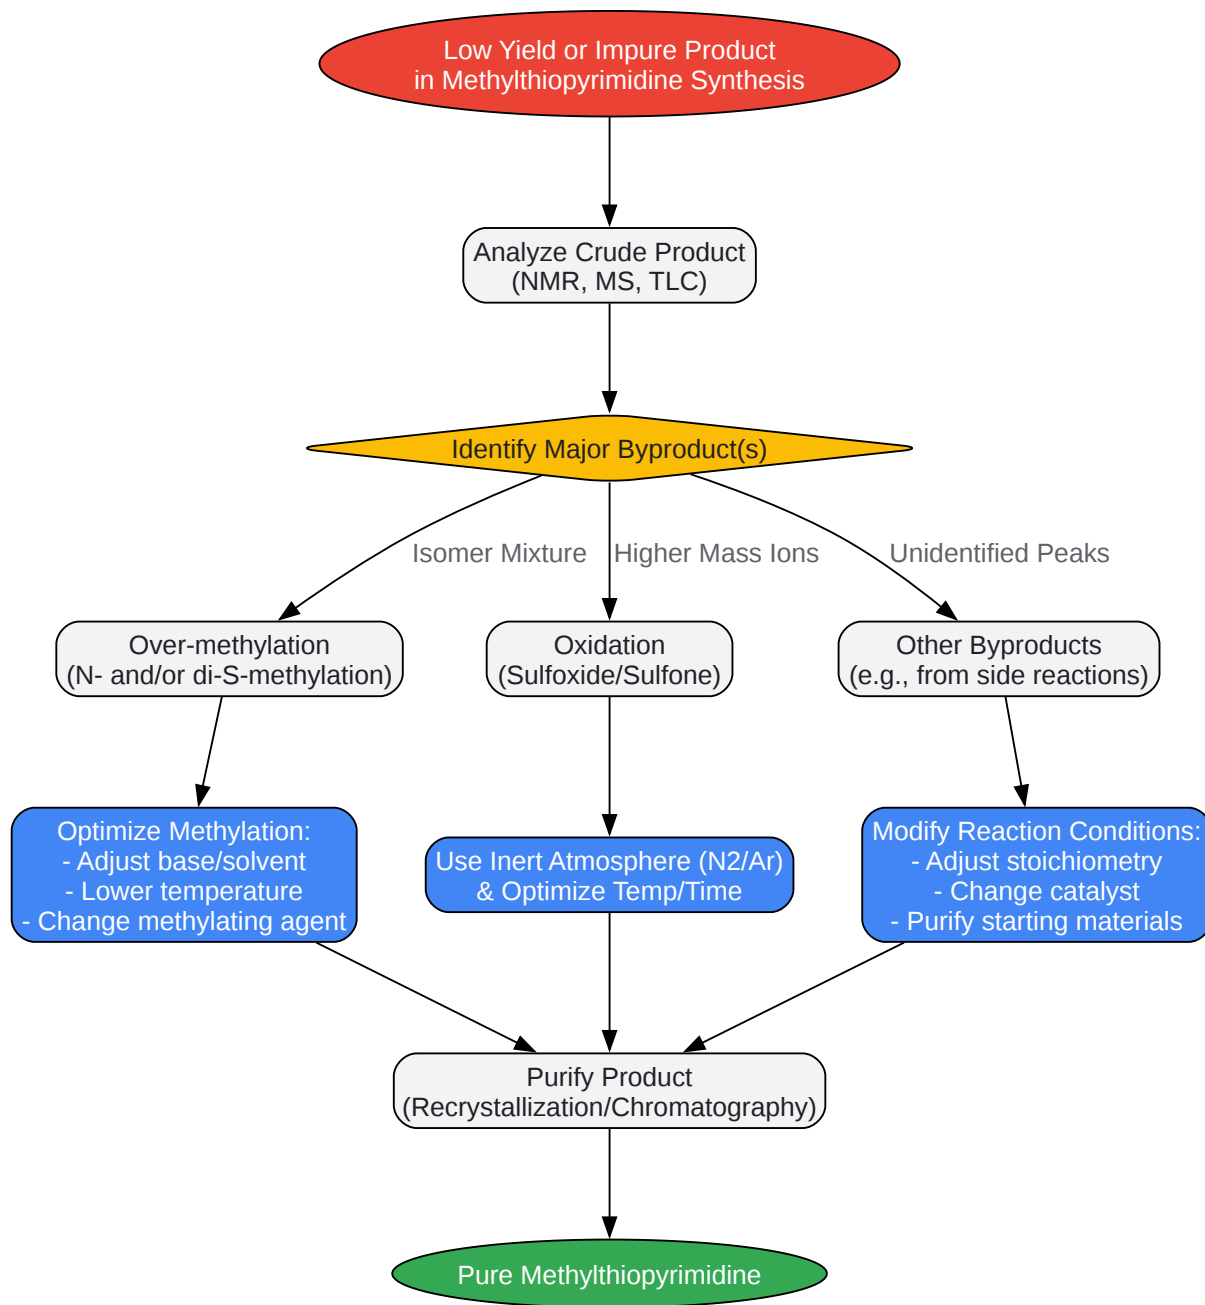 Low Yield or Impure Product
in Methylthiopyrimidine Synthesis
Analyze Crude Product
(NMR, MS, TLC)
Identify Major Byproduct(s)
Isomer Mixture
Higher Mass Ions
Unidentified Peaks
Over-methylation
(N- and/or di-S-methylation)
Oxidation
(Sulfoxide/Sulfone)
Other Byproducts
(e.g., from side reactions)
Optimize Methylation:
- Adjust base/solvent
- Lower temperature
- Change methylating agent
Use Inert Atmosphere (N2/Ar)
& Optimize Temp/Time
Modify Reaction Conditions:
- Adjust stoichiometry
- Change catalyst
- Purify starting materials
Purify Product
(Recrystallization/Chromatography)
Pure Methylthiopyrimidine